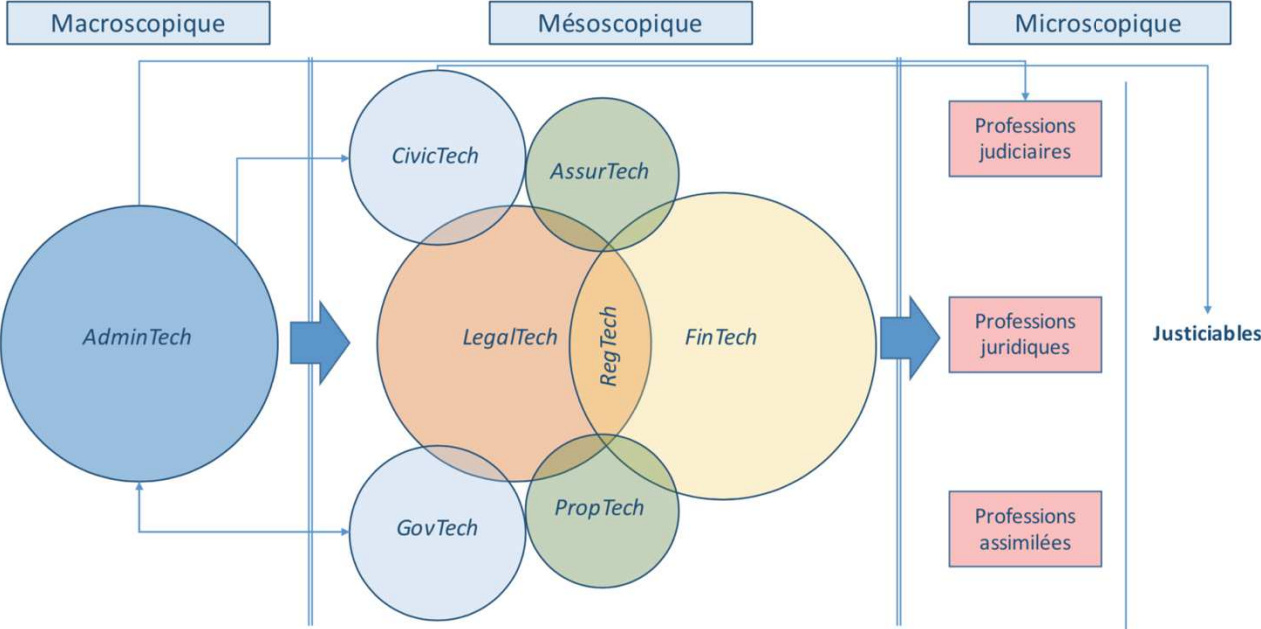 Macroscopique
Mésoscopique
Microscopique
CivicTech
AssurTech
AdminTech
LegalTech
RegTech
FinTech
GovTech
PropTech
Professions
judiciaires
Professions
juridiques
Professions
assimilées
Justiciables